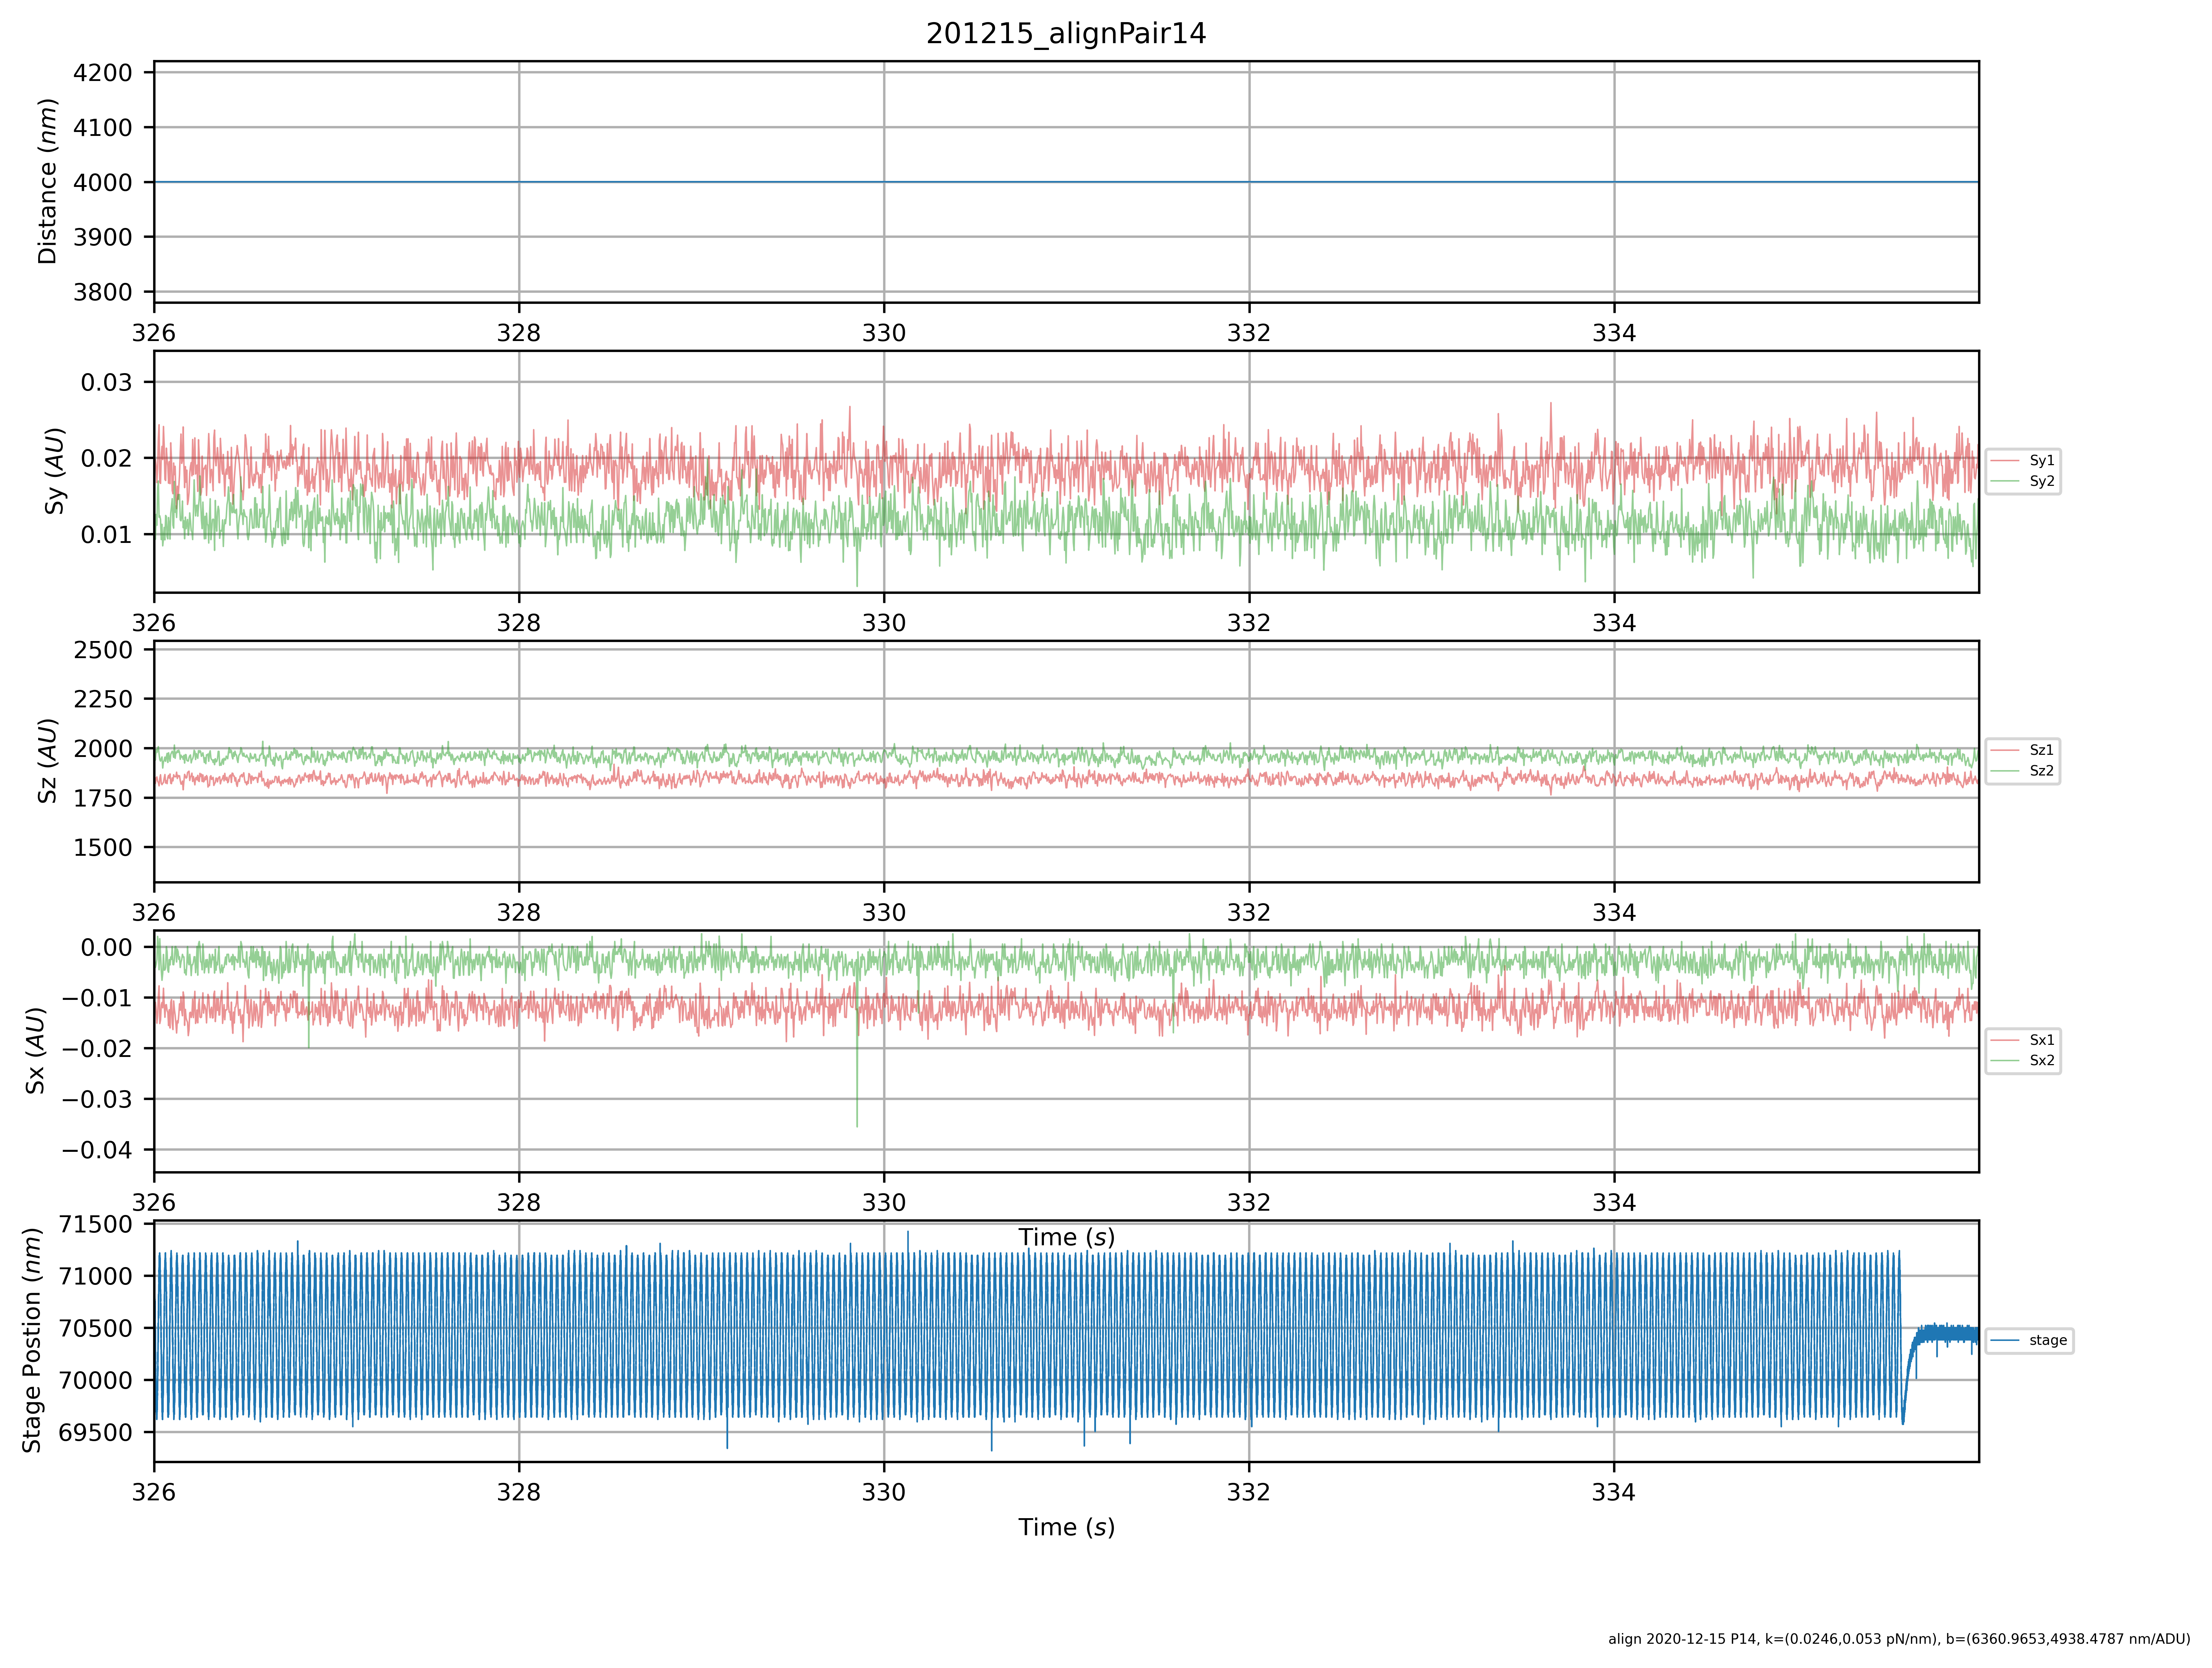 201215_alignPair14
4200
4100
4000
3900
3800
Distance (nm)
326 328 330 332 334
0.03
0.02
0.01
Sy (AU)
Sy1
Sy2
326 328 330 332 334
2500
2250
2000
1750
1500
Sz (AU)
Sz1
Sz2
326 328 330 332 334
0.00
−0.01
−0.02
−0.03
−0.04
Sx (AU)
Sx1
Sx2
326 328 330 332 334
Time (s)
71500
71000
70500
70000
69500
Stage Postion (nm)
stage
326 328 330 332 334
Time (s)
align 2020-12-15 P14, k=(0.0246,0.053 pN/nm), b=(6360.9653,4938.4787 nm/ADU)